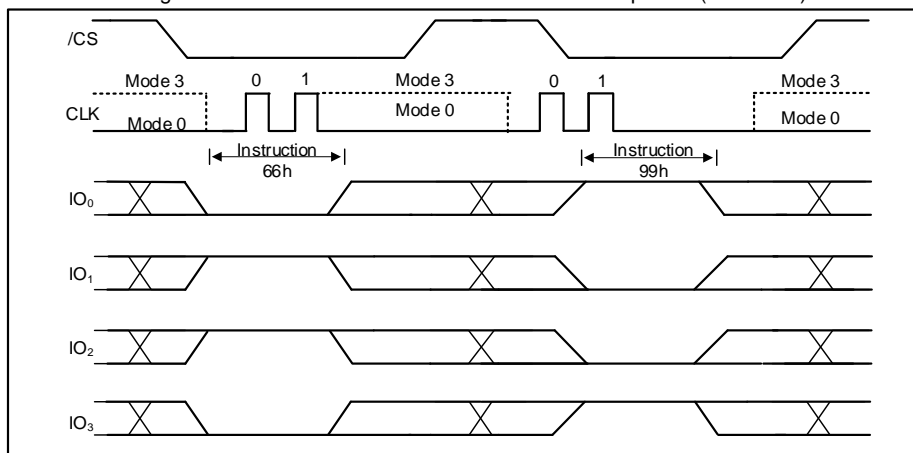 /CS
Mode 3 0 1 Mode 3 0 1 Mode 3
CLK
Mode 0 Mode 0 Mode 0
Instruction Instruction
66h 99h
IO₀
IO₁
IO₂
IO₃